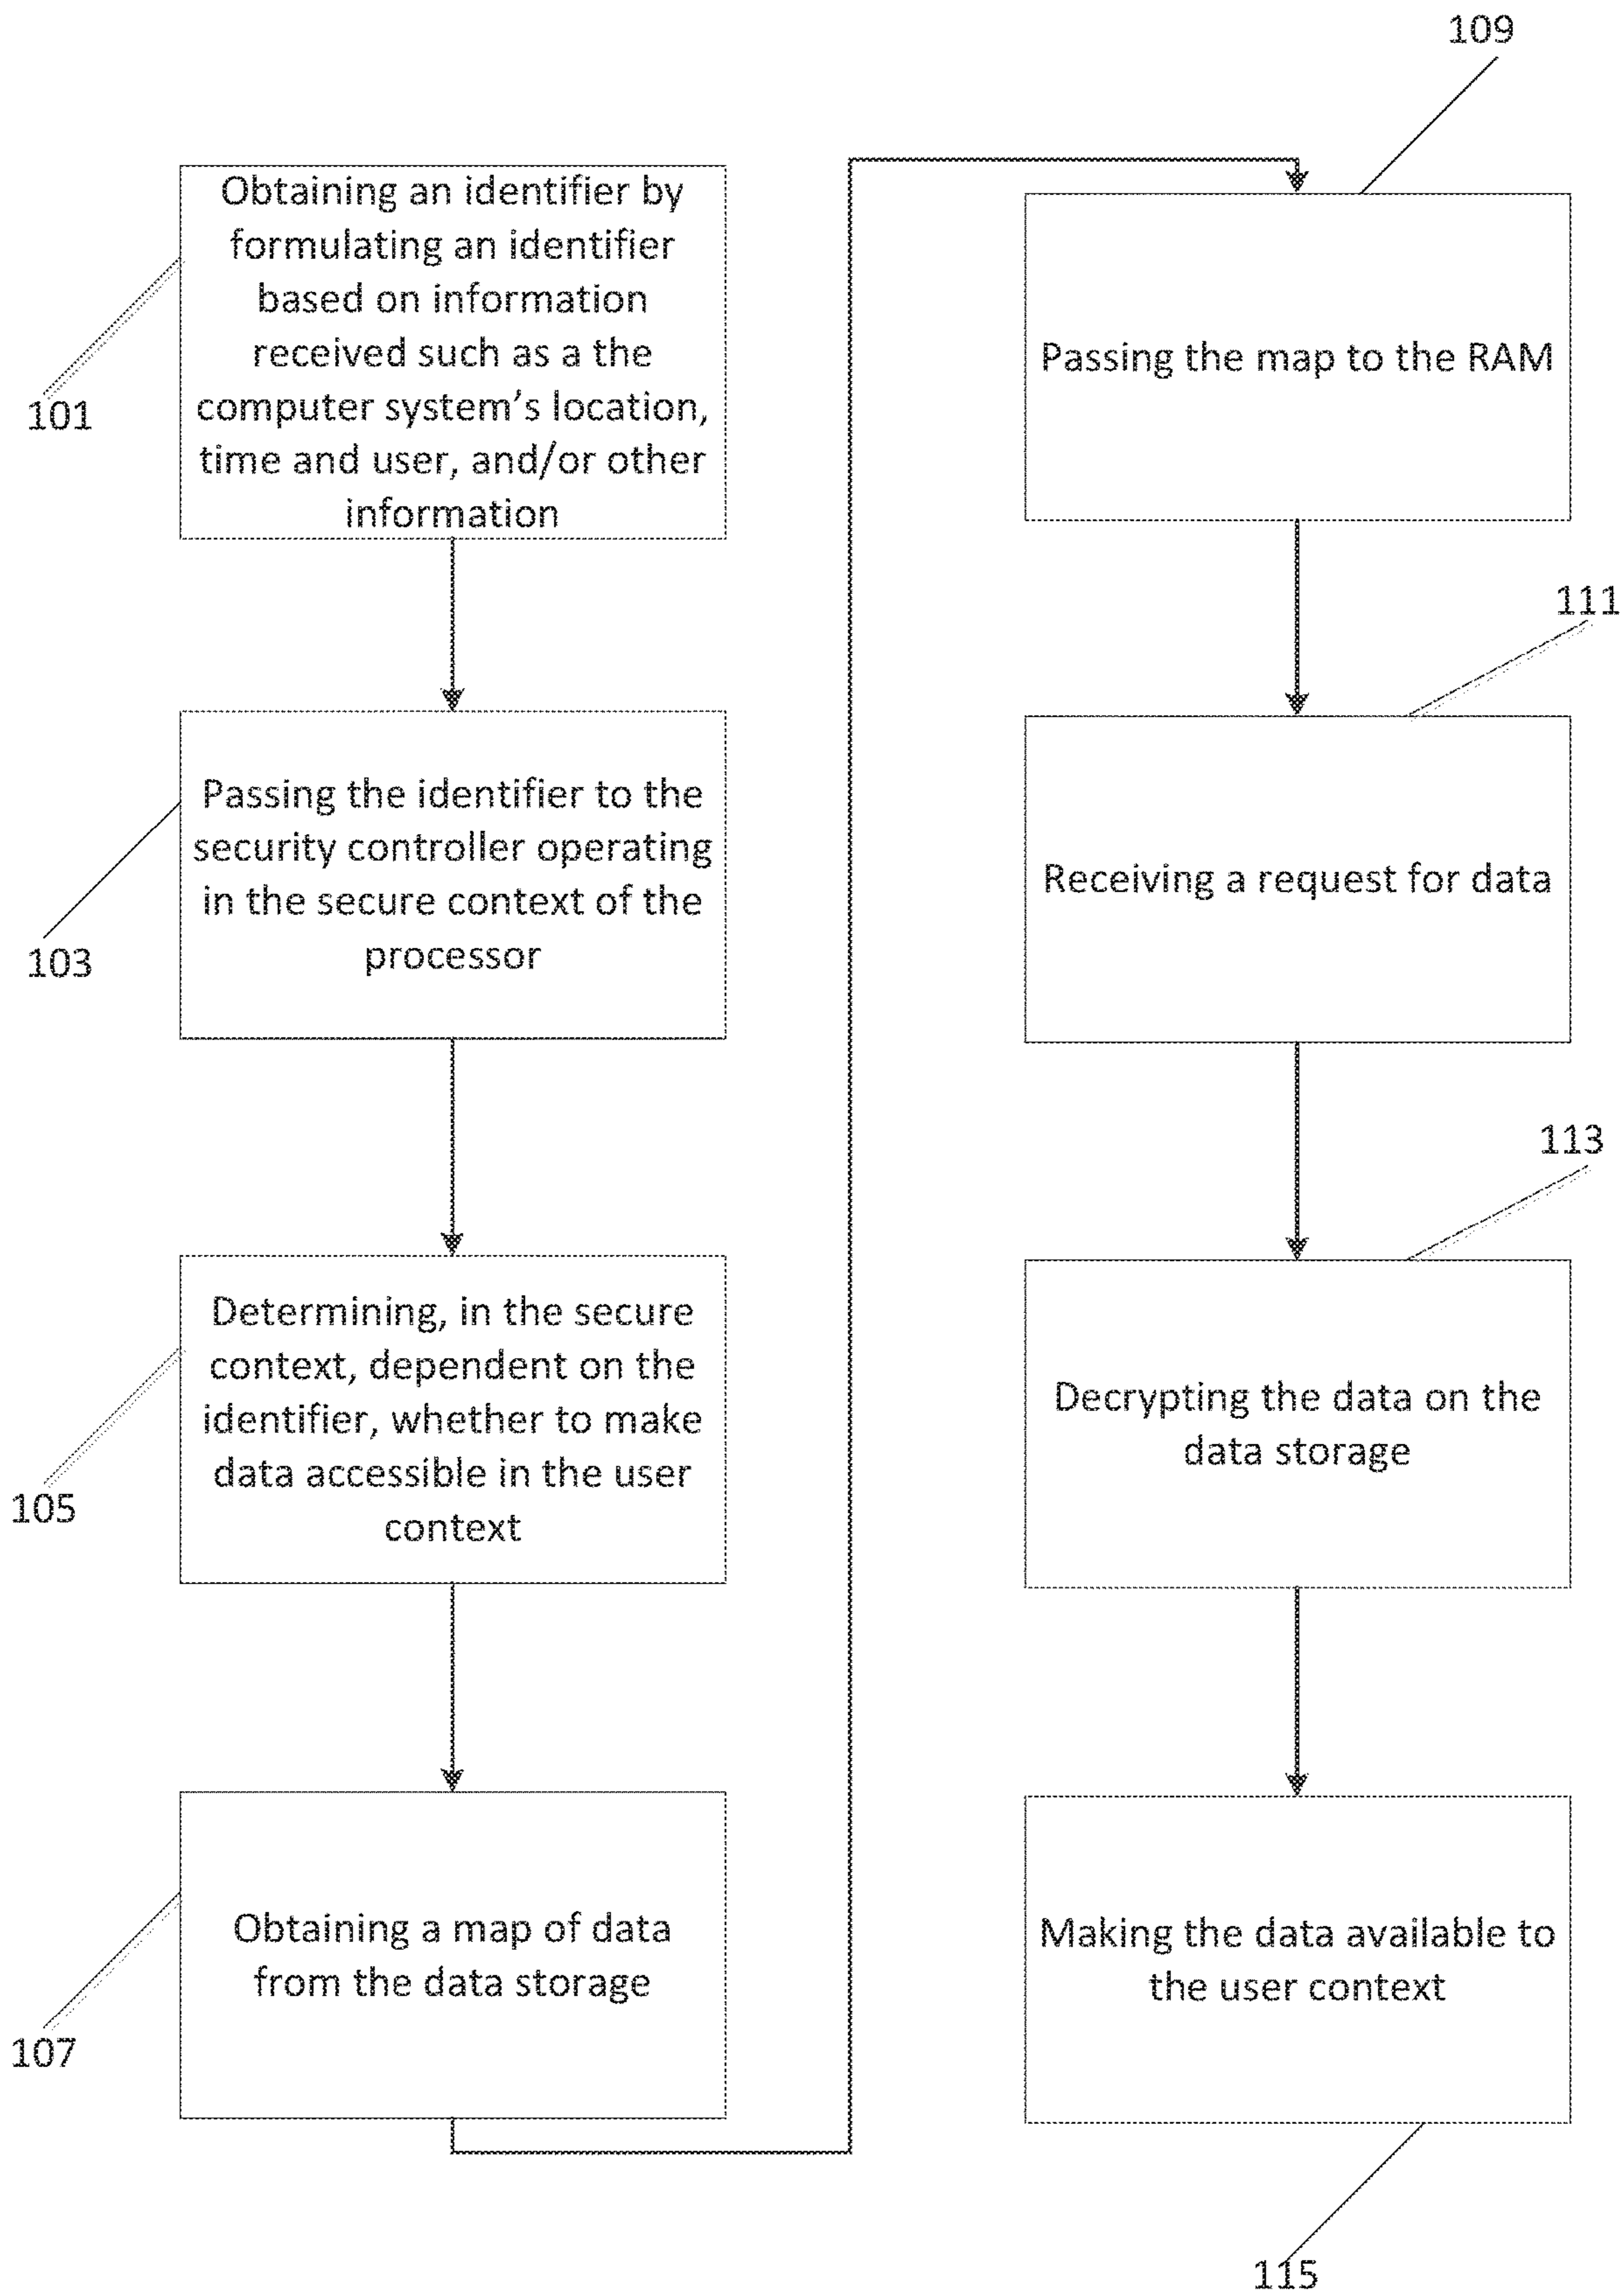 109
Obtaining an identifier by
formulating an identifier
based on information
received such as a the
computer system's location,
time and user, and/or other
information
101
Passing the identifier to the
security controller operating
in the secure context of the
processor
103
Determining, in the secure
context, dependent on the
identifier, whether to make
data accessible in the user
context
105
Obtaining a map of data
from the data storage
107
Passing the map to the RAM
111
Receiving a request for data
113
Decrypting the data on the
data storage
Making the data available to
the user context
115